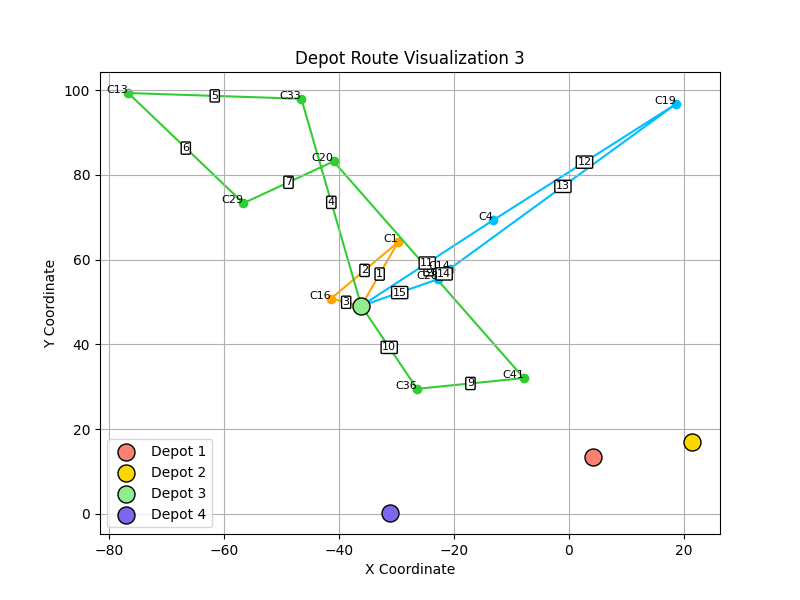 Depot Route Visualization 3
C13
5
C33
C19
6
C20
12
7
13
C29
4
C4
C1
11
C14
2
1
14
C16
3
15
10
C36
9
C41
Depot 1
Depot 2
Depot 3
Depot 4
100
80
60
40
20
0
−80
−60
−40
−20
0
20
X Coordinate
Y Coordinate